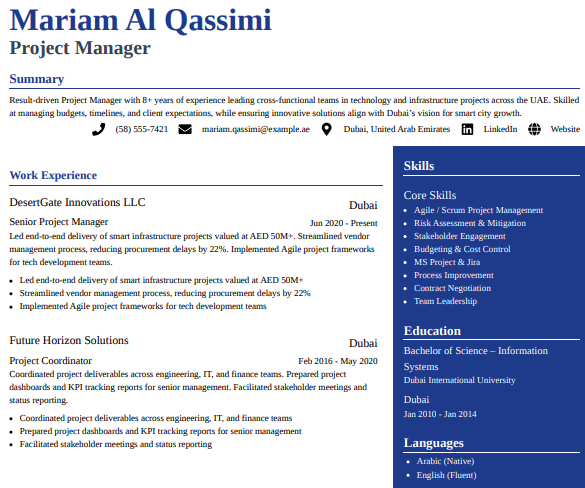 Mariam Al Qassimi
Project Manager
Summary
Result-driven Project Manager with 8+ years of experience leading cross-functional teams in technology and infrastructure projects across the UAE. Skilled
at managing budgets, timelines, and client expectations, while ensuring innovative solutions align with Dubai's vision for smart city growth.
(58) 555-7421 mariam.qassimi@example.ae Dubai, United Arab Emirates LinkedIn Website
Work Experience
DesertGate Innovations LLC Dubai
Senior Project Manager Jun 2020 - Present
Led end-to-end delivery of smart infrastructure projects valued at AED 50M+. Streamlined vendor
management process, reducing procurement delays by 22%. Implemented Agile project frameworks
for tech development teams.
• Led end-to-end delivery of smart infrastructure projects valued at AED 50M+
• Streamlined vendor management process, reducing procurement delays by 22%
• Implemented Agile project frameworks for tech development teams
Future Horizon Solutions Dubai
Project Coordinator Feb 2016 - May 2020
Coordinated project deliverables across engineering, IT, and finance teams. Prepared project
dashboards and KPI tracking reports for senior management. Facilitated stakeholder meetings and
status reporting.
• Coordinated project deliverables across engineering, IT, and finance teams
• Prepared project dashboards and KPI tracking reports for senior management
• Facilitated stakeholder meetings and status reporting
Skills
Core Skills
• Agile / Scrum Project Management
• Risk Assessment & Mitigation
• Stakeholder Engagement
• Budgeting & Cost Control
• MS Project & Jira
• Process Improvement
• Contract Negotiation
• Team Leadership
Education
Bachelor of Science – Information
Systems
Dubai International University
Dubai
Jan 2010 - Jan 2014
Languages
• Arabic (Native)
• English (Fluent)